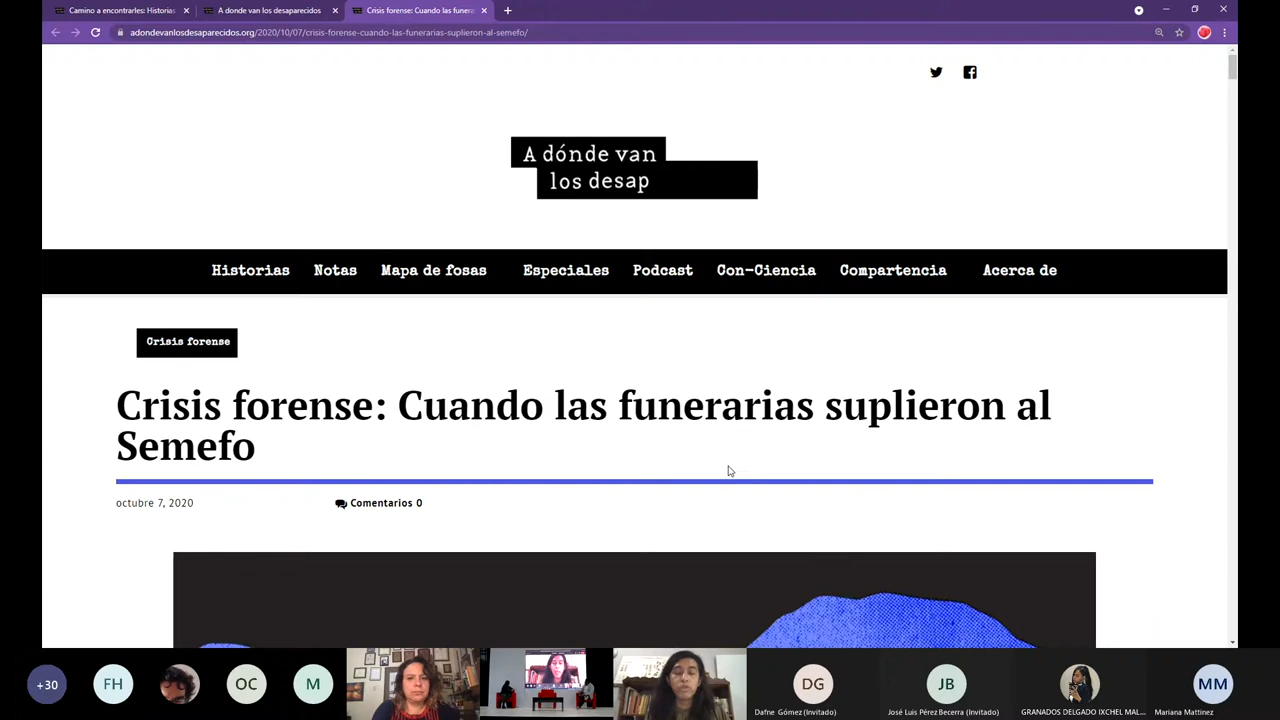 Camino a encontrarles: Historias
A donde van los desaparecidos
Crisis forense: Cuando las funera
adondevanlosdesaparecidos.org/2020/10/07/crisis-forense-cuando-las-funerarias-suplieron-al-semefo/
A dónde van
los desap
Historias Notas Mapa de fosas Especiales Podcast Con-Ciencia Compartencia Acerca de
Crisis forense
Crisis forense: Cuando las funerarias suplieron al
Semefo
octubre 7, 2020
Comentarios 0
+30
FH
OC
M
DG
JB
MM
Dafne Gómez (Invitado)
José Luis Pérez Becerra (Invitado)
GRANADOS DELGADO IXCHEL MAL...
Mariana Mattinez